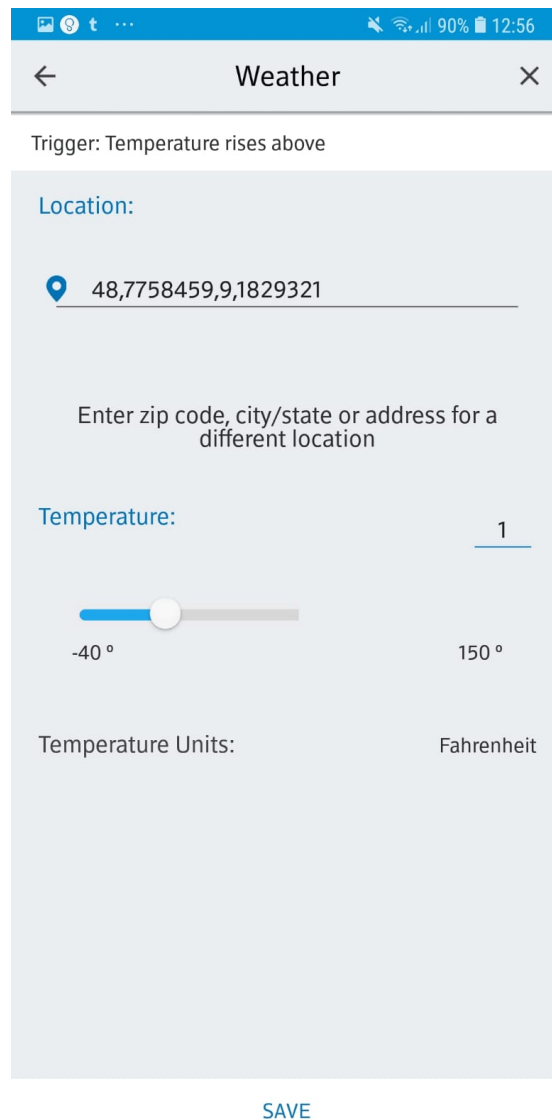 t ... 90% 12:56
Weather
Trigger: Temperature rises above
Location:
48,7758459,9,1829321
Enter zip code, city/state or address for a
different location
Temperature:
1
-40 º 150 º
Temperature Units: Fahrenheit
SAVE